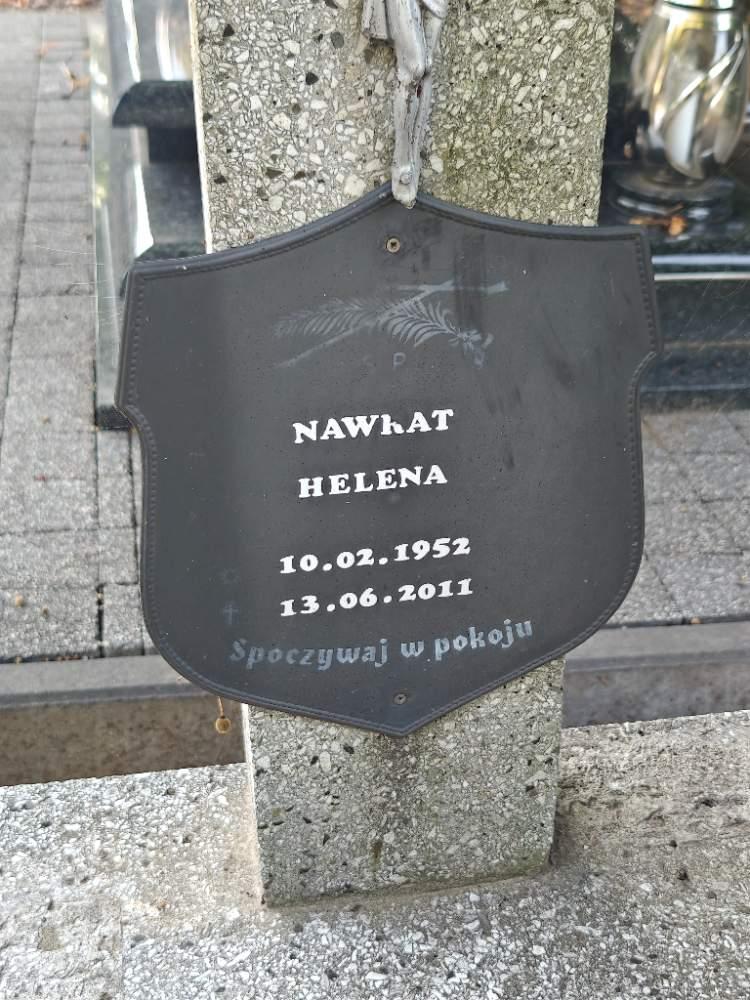 Ś P
NAWRAT
HELENA
10.02.1952
13.06.2011
Spoczywaj w pokoju